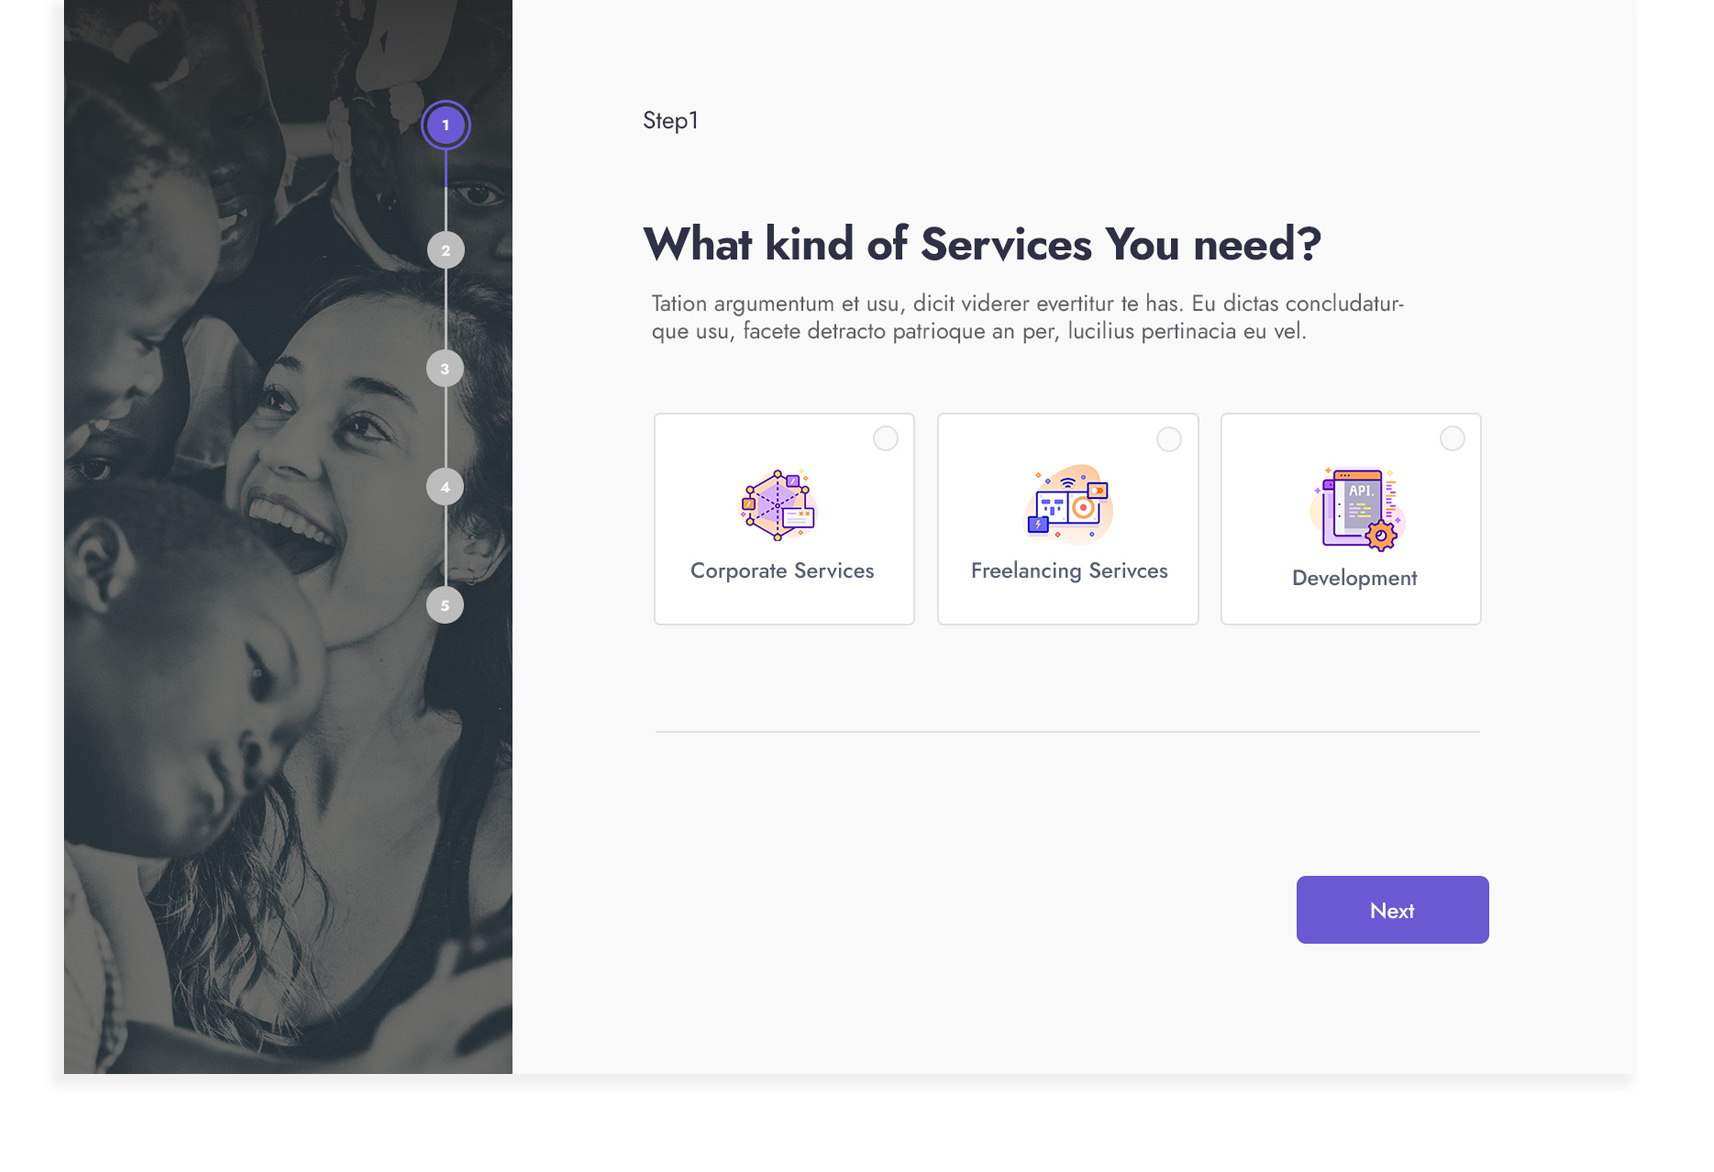 1
2
3
4
5
Step1
What kind of Services You need?
Tation argumentum et usu, dicit viderer evertitur te has. Eu dictas concludatur-
que usu, facete detracto patrioque an per, lucilius pertinacia eu vel.
Corporate Services
Freelancing Serivces
API.
Development
Next